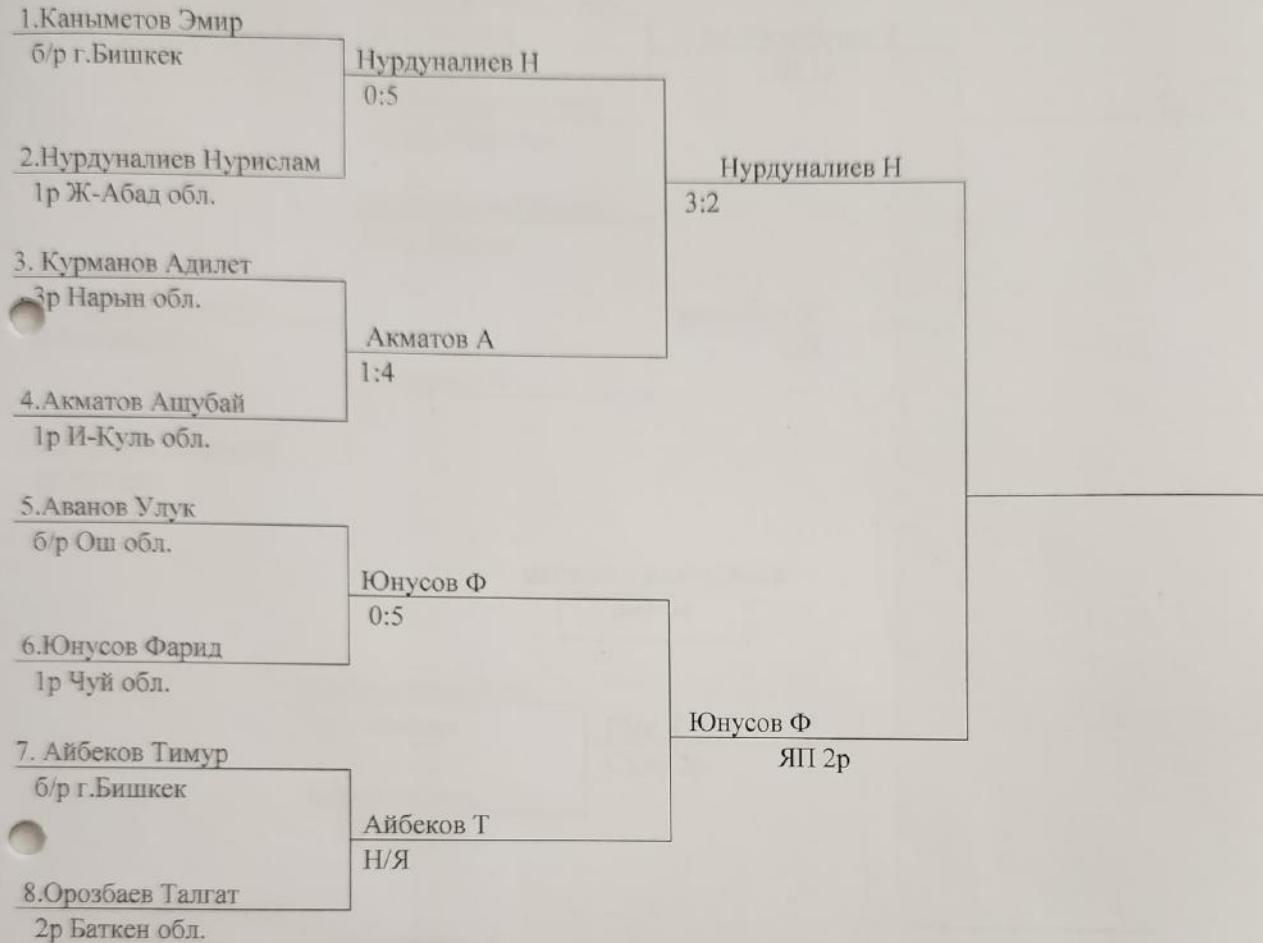 1.Каныметов Эмир
б/р г.Бишкек
Нурдуналиев Н
0:5
2.Нурдуналиев Нурислам
1р Ж-Абад обл.
Нурдуналиев Н
3:2
3. Курманов Адилет
3р Нарын обл.
Акматов А
1:4
4.Акматов Ашубай
1р И-Куль обл.
5.Аванов Улук
б/р Ош обл.
Юнусов Ф
0:5
6.Юнусов Фарид
1р Чуй обл.
Юнусов Ф
ЯП 2р
7. Айбеков Тимур
б/р г.Бишкек
Айбеков Т
Н/Я
8.Орозбаев Талгат
2р Баткен обл.